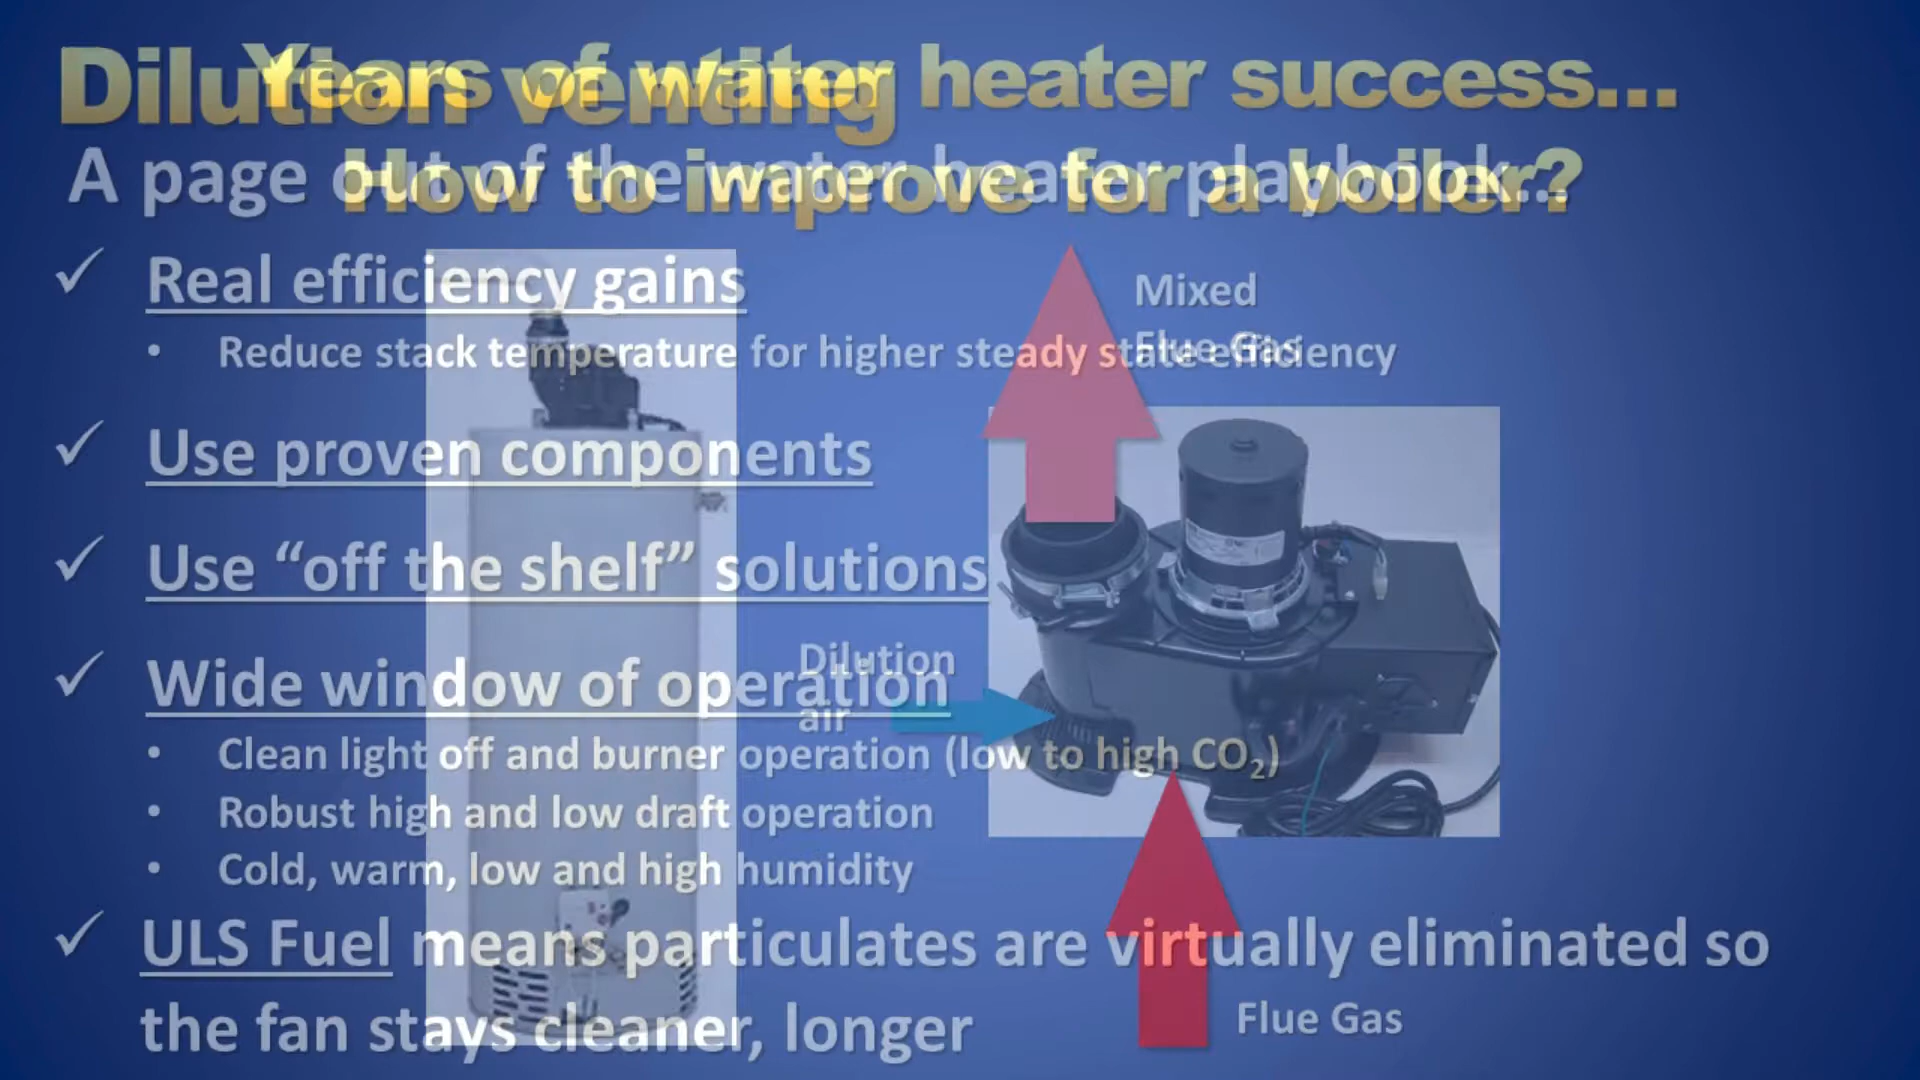 Dilution venting
A page out of the water heater playbook...
✓ Real efficiency gains
• Reduce stack temperature for higher steady state efficiency
✓ Use proven components
✓ Use “off the shelf” solutions
✓ Wide window of operation
• Clean light off and burner operation (low to high CO₂)
• Robust high and low draft operation
• Cold, warm, low and high humidity
✓ ULS Fuel means particulates are virtually eliminated so
the fan stays cleaner, longer
Years of water heater success...
How to improve for a boiler?
Mixed
Flue Gas
Dilution
air
Flue Gas